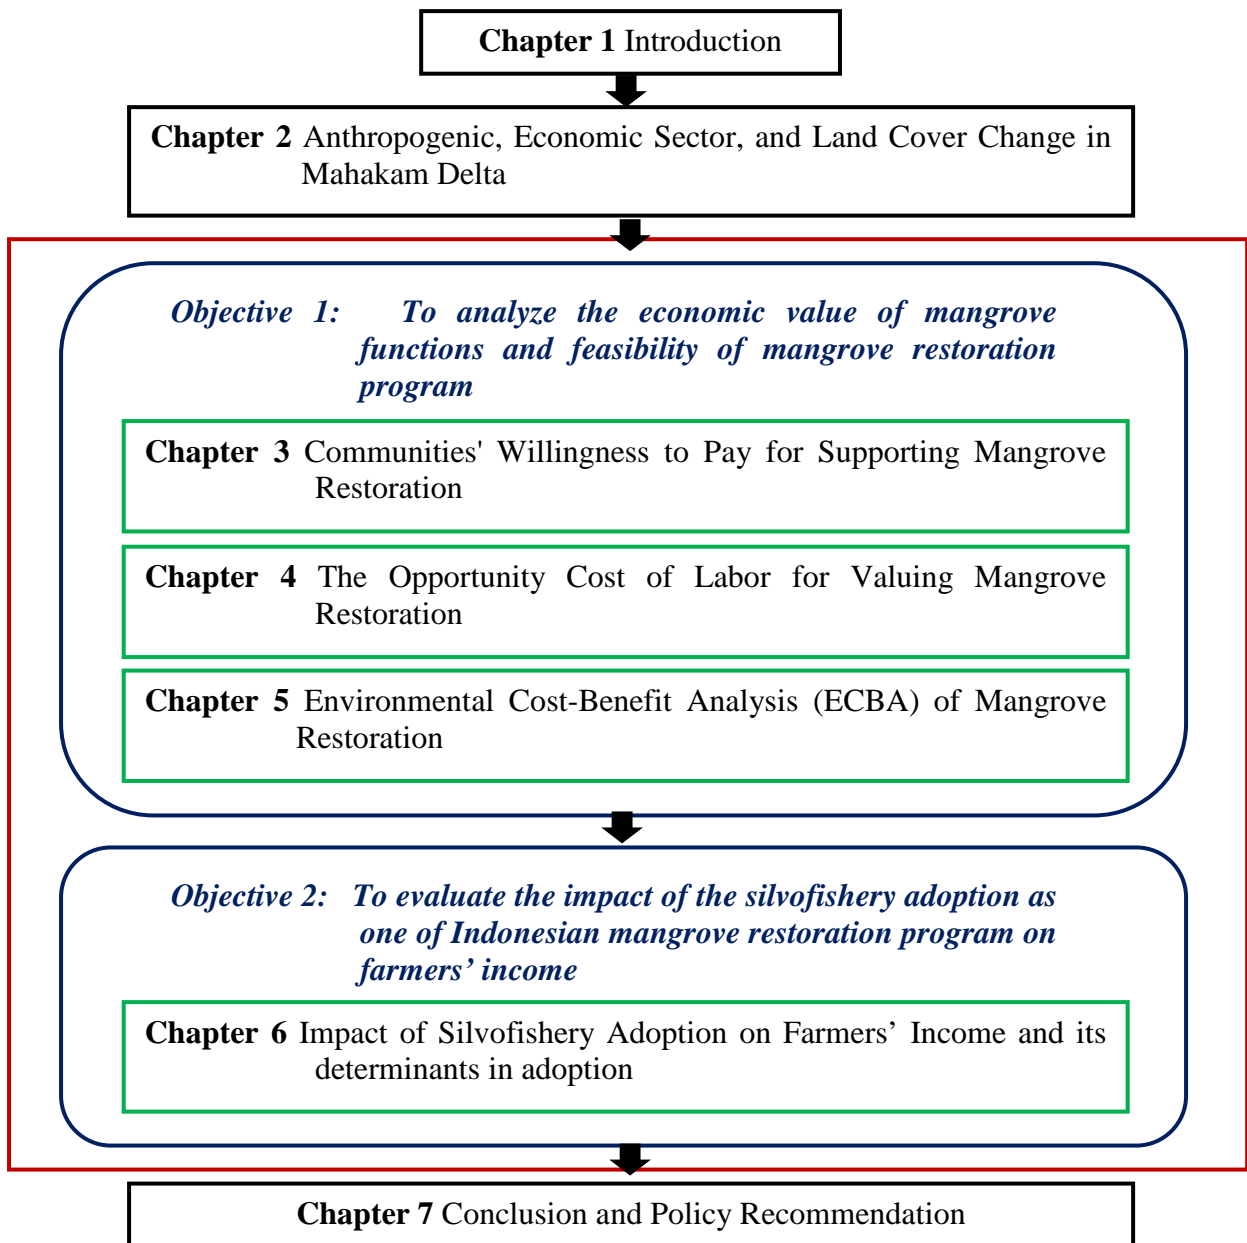 Chapter 1 Introduction
Chapter 2 Anthropogenic, Economic Sector, and Land Cover Change in
Mahakam Delta
Objective 1: To analyze the economic value of mangrove
functions and feasibility of mangrove restoration
program
Chapter 3 Communities' Willingness to Pay for Supporting Mangrove
Restoration
Chapter 4 The Opportunity Cost of Labor for Valuing Mangrove
Restoration
Chapter 5 Environmental Cost-Benefit Analysis (ECBA) of Mangrove
Restoration
Objective 2: To evaluate the impact of the silvofishery adoption as
one of Indonesian mangrove restoration program on
farmers’ income
Chapter 6 Impact of Silvofishery Adoption on Farmers’ Income and its
determinants in adoption
Chapter 7 Conclusion and Policy Recommendation